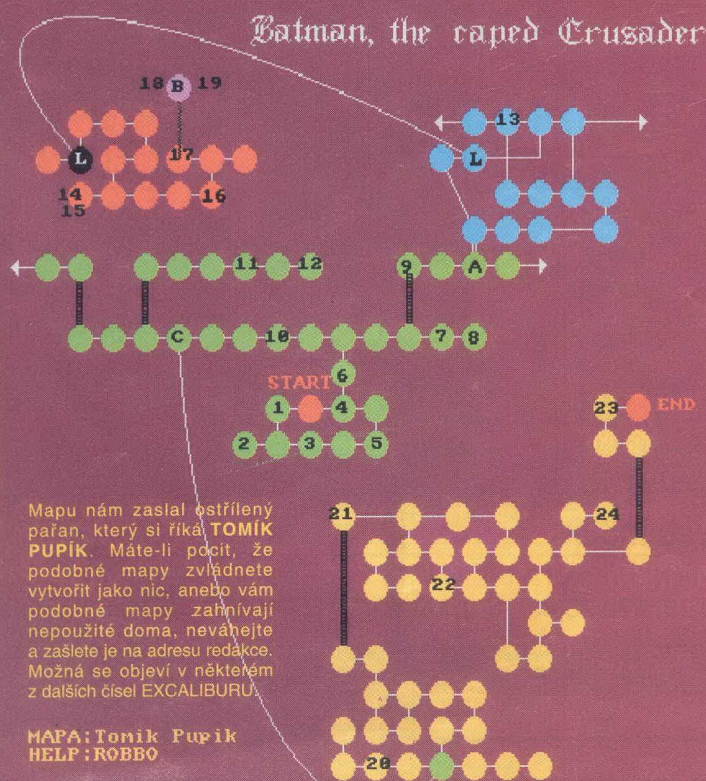 Batman, the caped Crusader
18 B 19
13
L
17
L
14
16
15
11 12
9
A
C
10
7 8
6
START
1
4
23
END
2
3
5
Mapu nám zaslal ostřílený
pařan, který si říká TOMÍK
PUPÍK. Máte-li pocit, že
podobné mapy zvládnete
vytvořit jako nic, anebo vám
podobné mapy zahnívají
nepoužité doma, neváhejte
a zašlete je na adresu redakce.
Možná se objeví v některém
z dalších čísel EXCALIBURU.
21
24
22
MAPA:Tomik Pupik
HELP:ROBBO
20